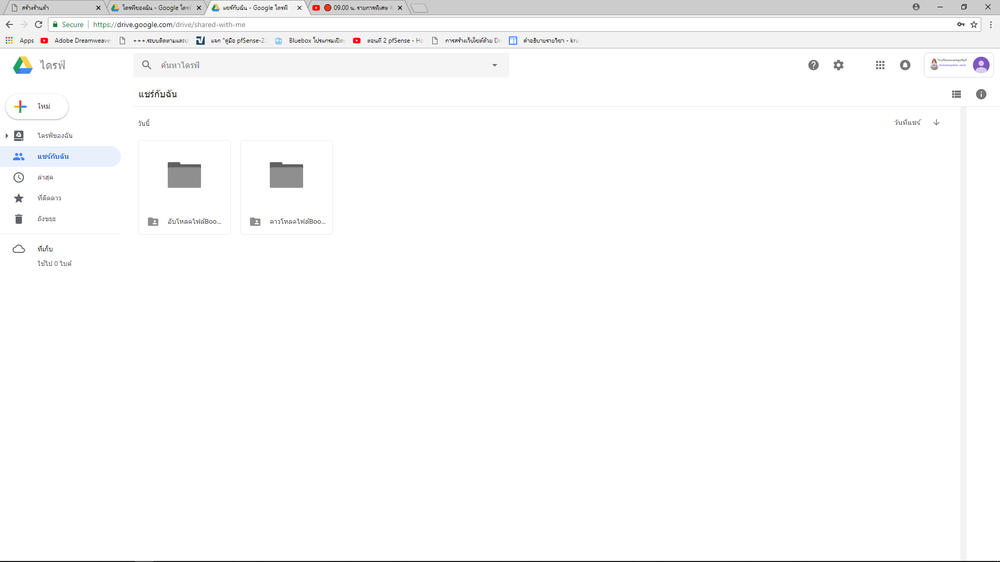 สร้างร้านค้า
ไดรฟ์ของฉัน - Google ไดรฟ์
แชร์กับฉัน - Google ไดรฟ์
09.00 น. รายการพิเศษ #
Secure
https://drive.google.com/drive/shared-with-me
Apps
Adobe Dreamweave
+++.ระบบติดตามและป
แจก "คู่มือ pfSense-2.
Bluebox โปรแกรมเปิด
ตอนที่ 2 pfSense - Ho
การสร้างเว็บไซต์ด้วย Dr
คำอธิบายรายวิชา - kru
ไดรฟ์
ค้นหาไดรฟ์
แชร์กับฉัน
ใหม่
วันนี้
วันที่แชร์
ไดรฟ์ของฉัน
แชร์กับฉัน
ล่าสุด
ที่ติดดาว
ถังขยะ
อัปโหลดไฟล์Boo...
ดาวโหลดไฟล์Boo...
ที่เก็บ
ใช้ไป 0 ไบต์